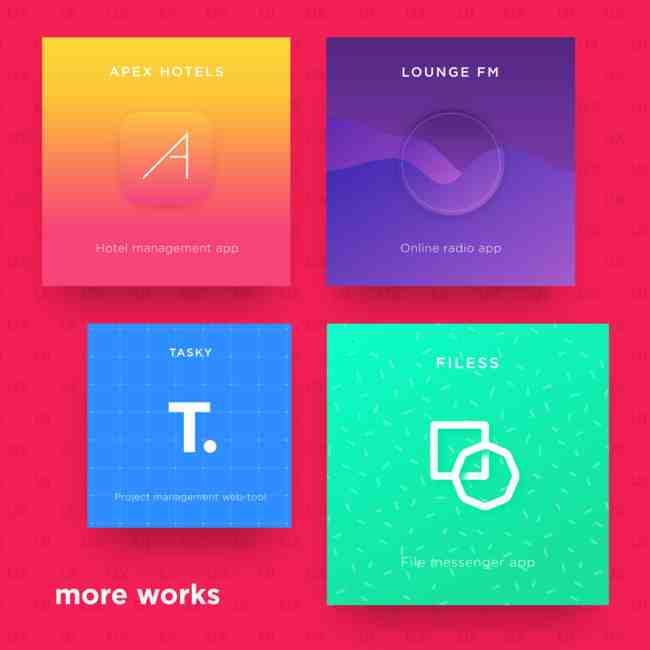 APEX HOTELS
A
Hotel management app
LOUNGE FM
Online radio app
TASKY
T.
Project management web-tool
FILESS
File messenger app
more works